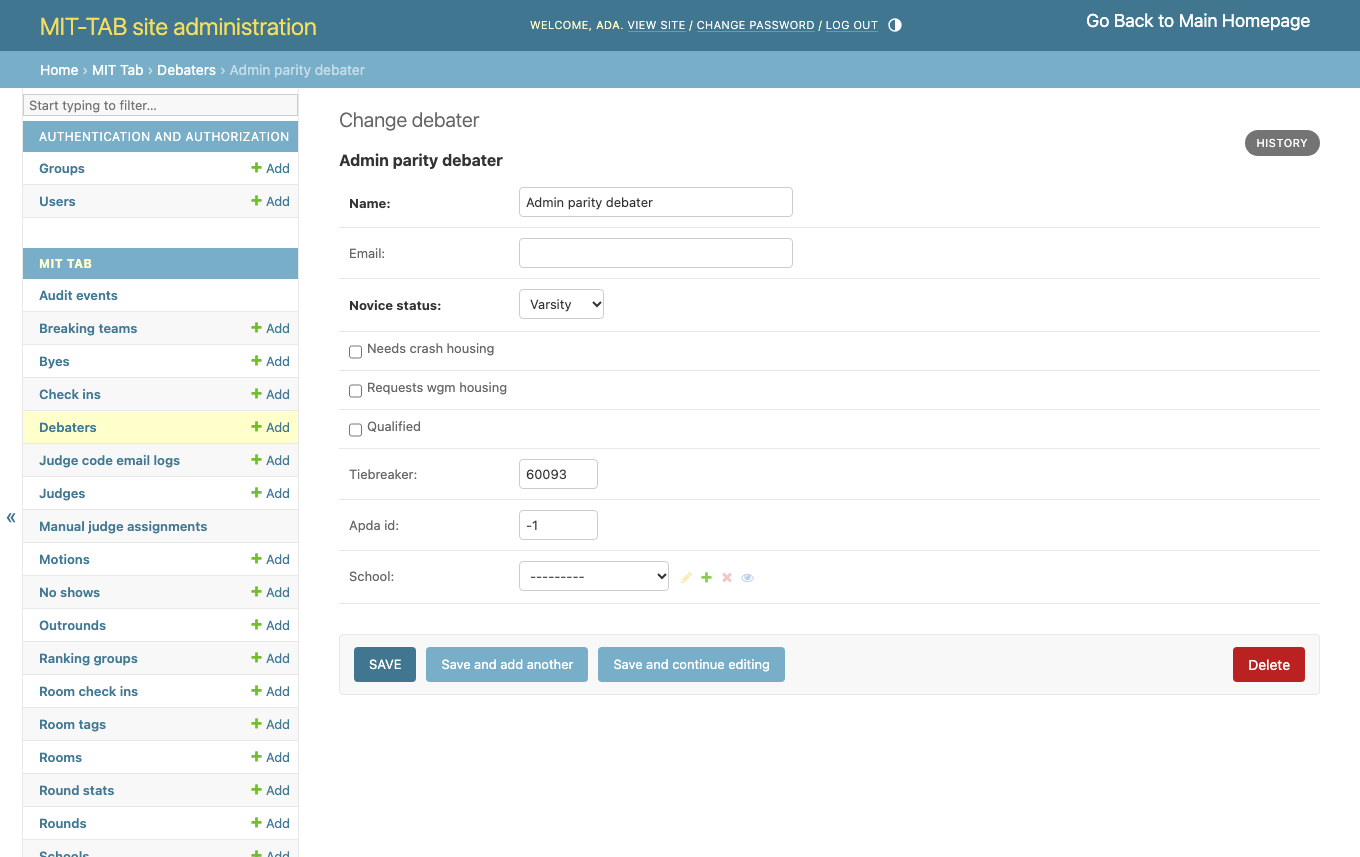 MIT-TAB site administration
WELCOME, ADA. VIEW SITE / CHANGE PASSWORD / LOG OUT
Go Back to Main Homepage
Home › MIT Tab › Debaters › Admin parity debater
Start typing to filter...
AUTHENTICATION AND AUTHORIZATION
Groups Add
Users Add
MIT TAB
Audit events
Breaking teams Add
Byes Add
Check ins Add
Debaters Add
Judge code email logs Add
Judges Add
Manual judge assignments
Motions Add
No shows Add
Outrounds Add
Ranking groups Add
Room check ins Add
Room tags Add
Rooms Add
Round stats Add
Rounds Add
Schools Add
«
Change debater
HISTORY
Admin parity debater
Name: Admin parity debater
Email:
Novice status: Varsity
Needs crash housing
Requests wgm housing
Qualified
Tiebreaker: 60093
Apda id: -1
School: ---------
SAVE Save and add another Save and continue editing Delete